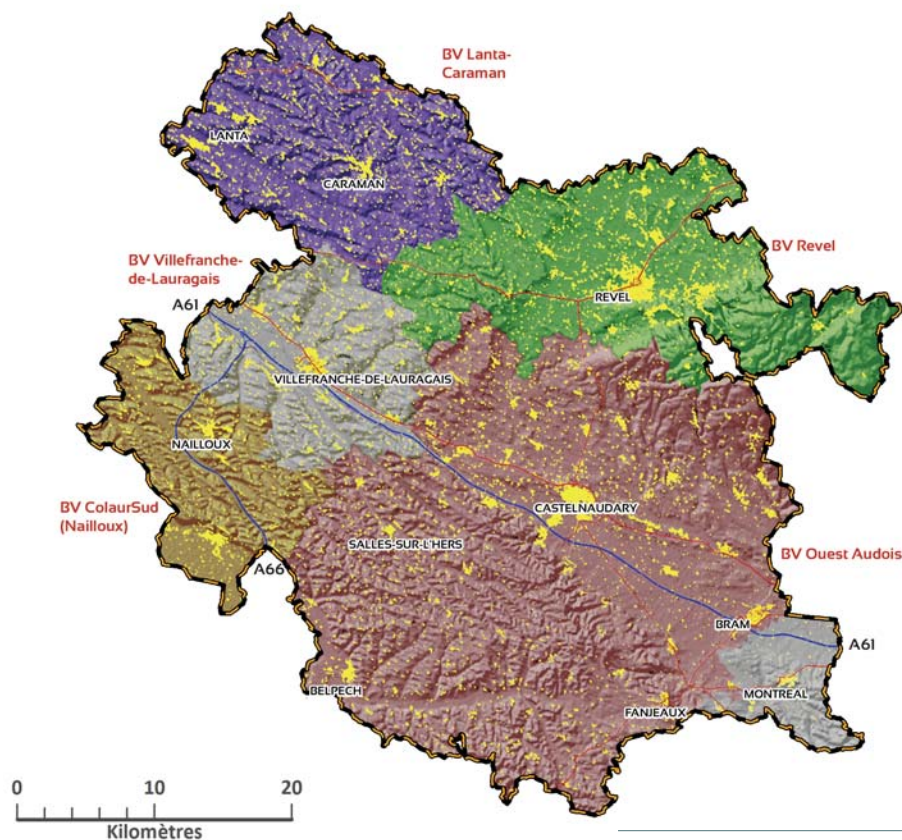 BV Lanta-
Caraman
LANTA
CARAMAN
BV Villefranche-
de-Lauragais
BV Revel
A61
REVEL
VILLEFRANCHE-DE-LAURAGAIS
NAILLOUX
CASTELNAUDARY
BV ColaurSud
(Nailloux)
SALLES-SUR-L'HERS
A66
BV Ouest Audois
BRAM
A61
BELPECH
MONTREAL
FANJEAUX
0 10 20
Kilomètres